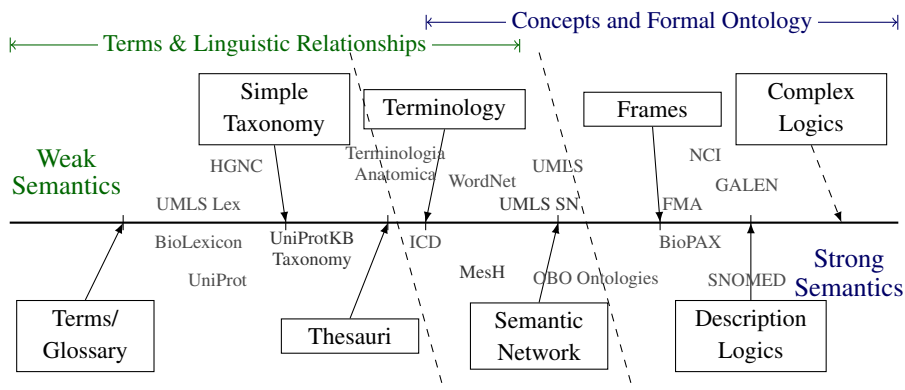 Concepts and Formal Ontology
Terms & Linguistic Relationships
Simple
Taxonomy
Terminology
Frames
Complex
Logics
Weak
Semantics
HGNC
Terminologia
Anatomica
WordNet
UMLS
NCI
GALEN
UMLS Lex
UMLS SN
FMA
BioLexicon
UniProtKB
Taxonomy
ICD
BioPAX
UniProt
MesH
OBO Ontologies
SNOMED
Strong
Semantics
Terms/
Glossary
Thesauri
Semantic
Network
Description
Logics